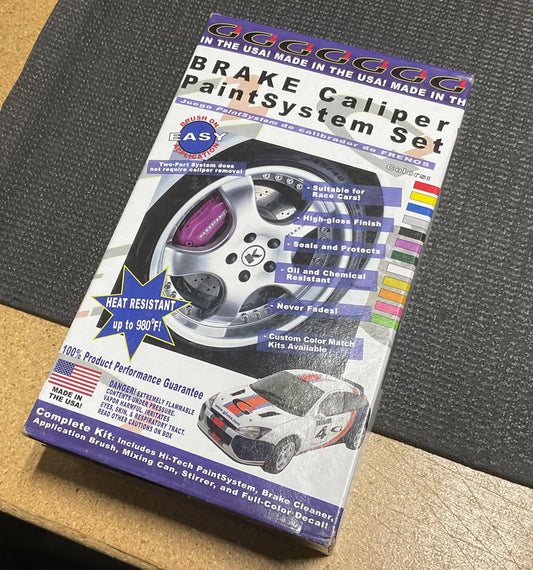 G G G G G G G
IN THE USA! MADE IN THE USA! MADE IN TH
BRAKE Caliper
PaintSystem Set
Juego PaintSystem de calibrador de FRENOS
BRUSH ON
EASY
APPLICATION
Colors:
Two-Part System does
not require caliper removal
- Suitable for
Race Cars!
- High-gloss Finish
- Seals and Protects
- Oil and Chemical
Resistant
- Never Fades!
- Custom Color Match
Kits Available
K
HEAT RESISTANT
up to 980°F!
100% Product Performance Guarantee
MADE IN
THE USA!
DANGER! EXTREMELY FLAMMABLE
CONTENTS UNDER PRESSURE.
VAPOR HARMFUL. IRRITATES
EYES, SKIN, & RESPIRATORY TRACT.
READ OTHER CAUTIONS ON BOX
4
Complete Kit: Includes Hi-Tech PaintSystem, Brake Cleaner,
Application Brush, Mixing Can, Stirrer, and Full-Color Decal!